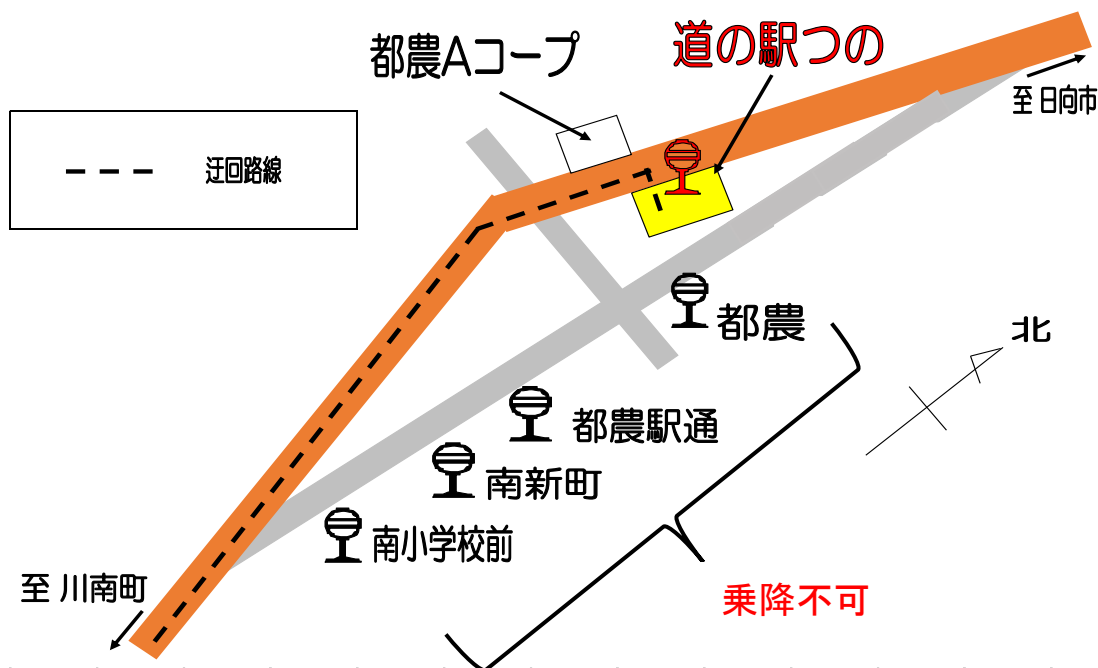 都農Aコープ
道の駅つの
至 日向市
迂回路線
北
都農
都農駅通
南新町
南小学校前
至 川南町
乗降不可